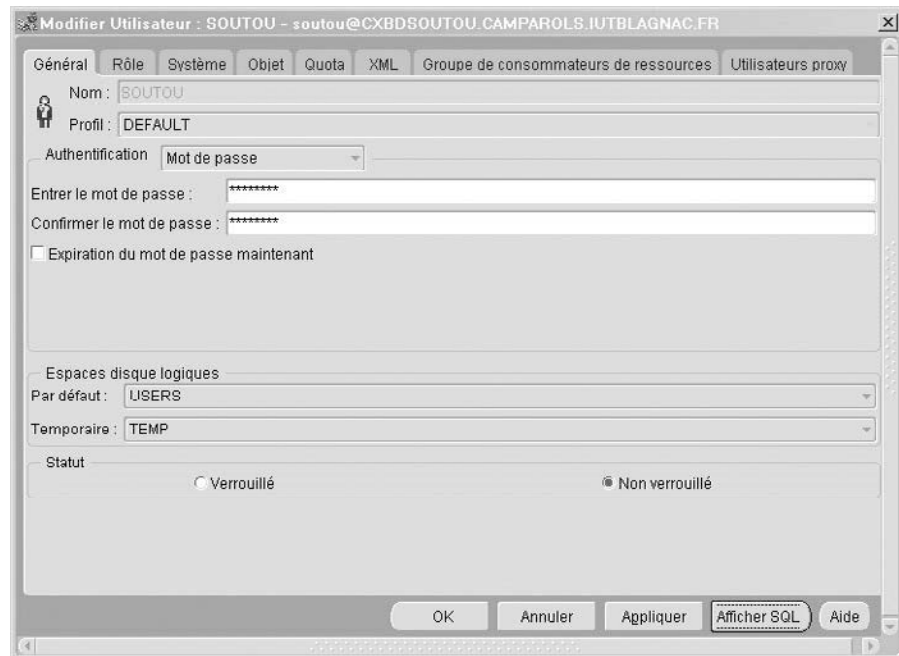 Modifier Utilisateur : SOUTOU - soutou@CXBDSOUTOU.CAMPAROLS.IUTBLAGNAC.FR
Général Rôle Système Objet Quota XML Groupe de consommateurs de ressources Utilisateurs proxy
Nom : SOUTOU
Profil : DEFAULT
Authentification Mot de passe
Entrer le mot de passe : ********
Confirmer le mot de passe : ********
Expiration du mot de passe maintenant
Espaces disque logiques
Par défaut : USERS
Temporaire : TEMP
Statut
Verrouillé Non verrouillé
OK Annuler Appliquer Afficher SQL Aide